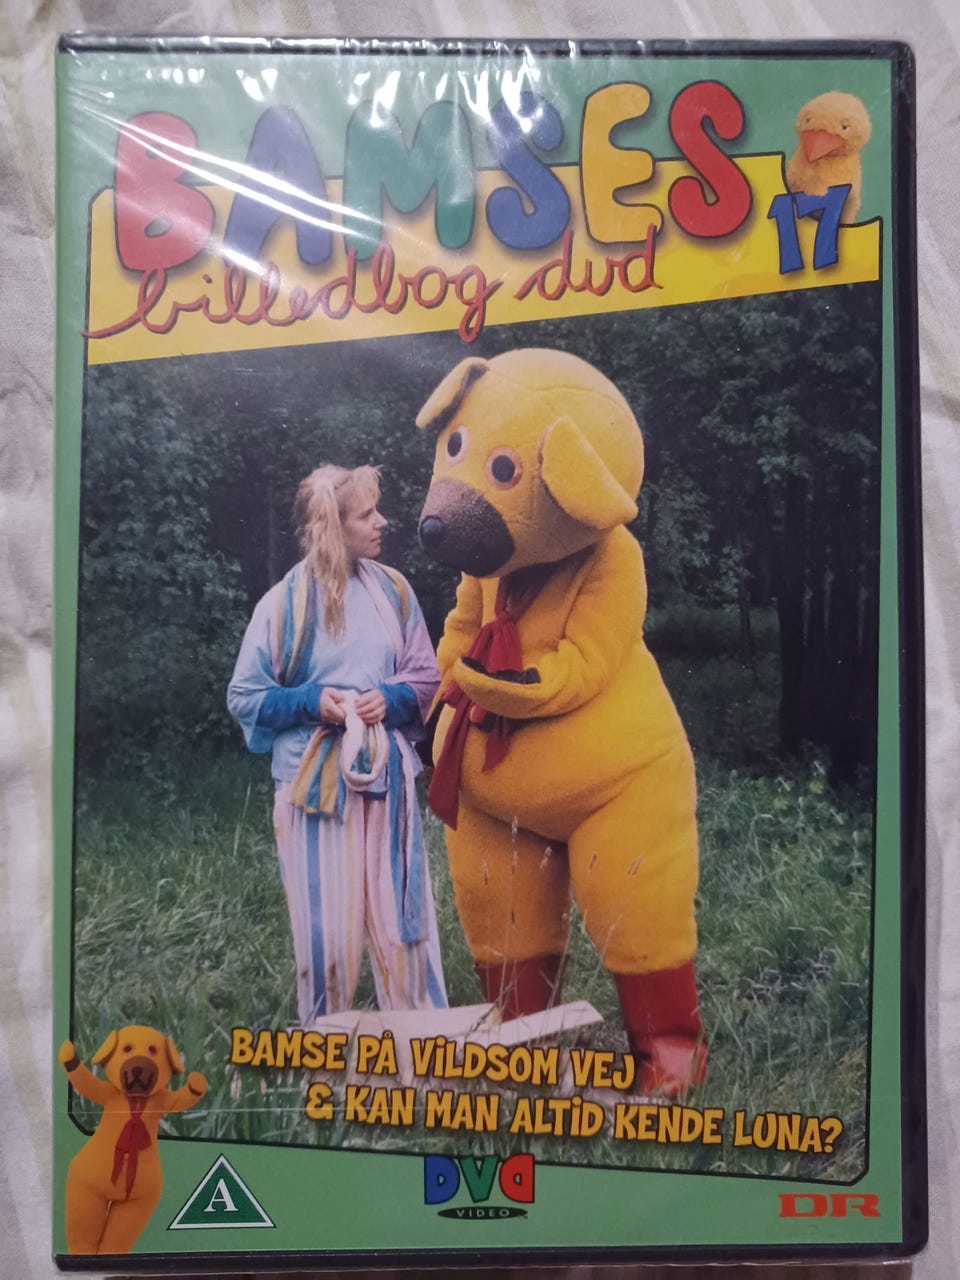 BAMSES
billedbog dvd
17
BAMSE PÅ VILDSOM VEJ
& KAN MAN ALTID KENDE LUNA?
A
DVD
VIDEO
DR